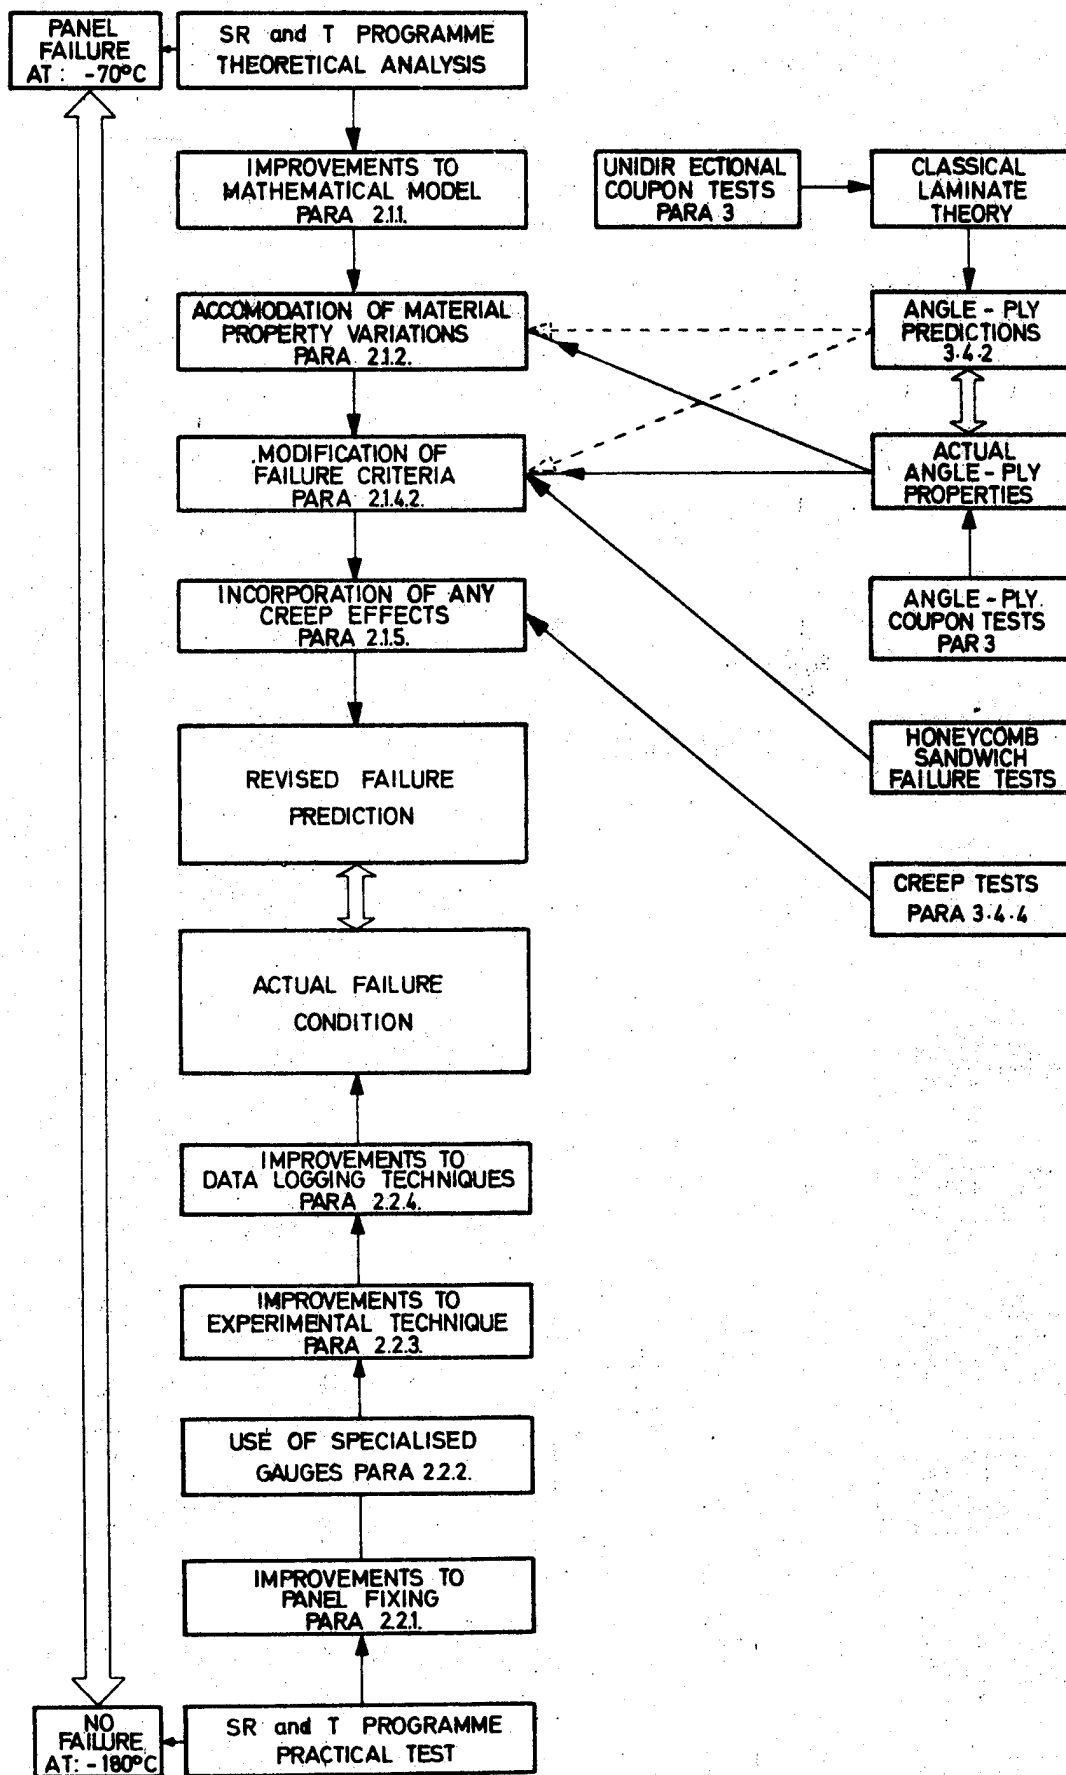 PANEL
FAILURE
AT: -70°C
SR and T PROGRAMME
THEORETICAL ANALYSIS
IMPROVEMENTS TO
MATHEMATICAL MODEL
PARA 2.1.1.
UNIDIRECTIONAL
COUPON TESTS
PARA 3
CLASSICAL
LAMINATE
THEORY
ACCOMODATION OF MATERIAL
PROPERTY VARIATIONS
PARA 2.1.2.
ANGLE-PLY
PREDICTIONS
3.4.2
MODIFICATION OF
FAILURE CRITERIA
PARA 2.1.4.2.
ACTUAL
ANGLE-PLY
PROPERTIES
INCORPORATION OF ANY
CREEP EFFECTS
PARA 2.1.5.
ANGLE-PLY.
COUPON TESTS
PAR 3
REVISED FAILURE
PREDICTION
HONEYCOMB
SANDWICH
FAILURE TESTS
CREEP TESTS
PARA 3.4.4
ACTUAL FAILURE
CONDITION
IMPROVEMENTS TO
DATA LOGGING TECHNIQUES
PARA 2.2.4.
IMPROVEMENTS TO
EXPERIMENTAL TECHNIQUE
PARA 2.2.3.
USE OF SPECIALISED
GAUGES PARA 2.2.2.
IMPROVEMENTS TO
PANEL FIXING
PARA 2.2.1.
NO
FAILURE
AT: -180°C
SR and T PROGRAMME
PRACTICAL TEST